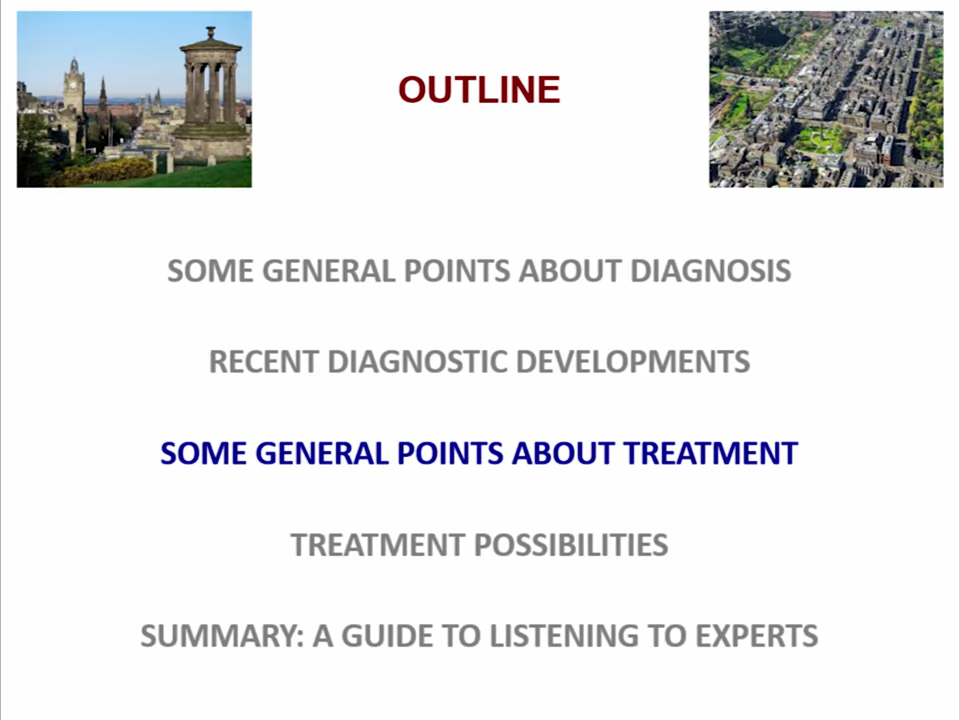 OUTLINE
SOME GENERAL POINTS ABOUT DIAGNOSIS
RECENT DIAGNOSTIC DEVELOPMENTS
SOME GENERAL POINTS ABOUT TREATMENT
TREATMENT POSSIBILITIES
SUMMARY: A GUIDE TO LISTENING TO EXPERTS